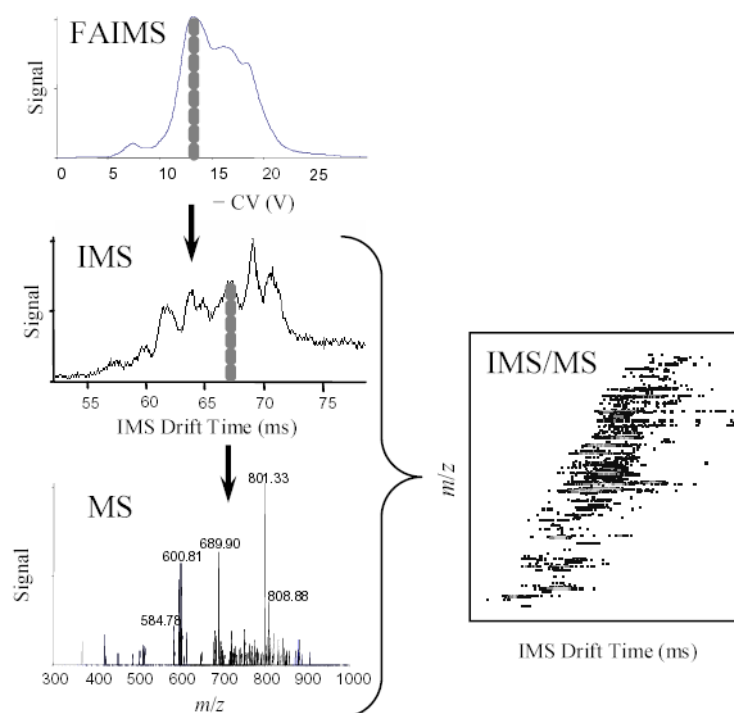 FAIMS
Signal
0 5 10 15 20 25
− CV (V)
IMS
Signal
55 60 65 70 75
IMS Drift Time (ms)
MS
801.33
689.90
600.81
808.88
584.78
Signal
300 400 500 600 700 800 900 1000
m/z
IMS/MS
m/z
IMS Drift Time (ms)